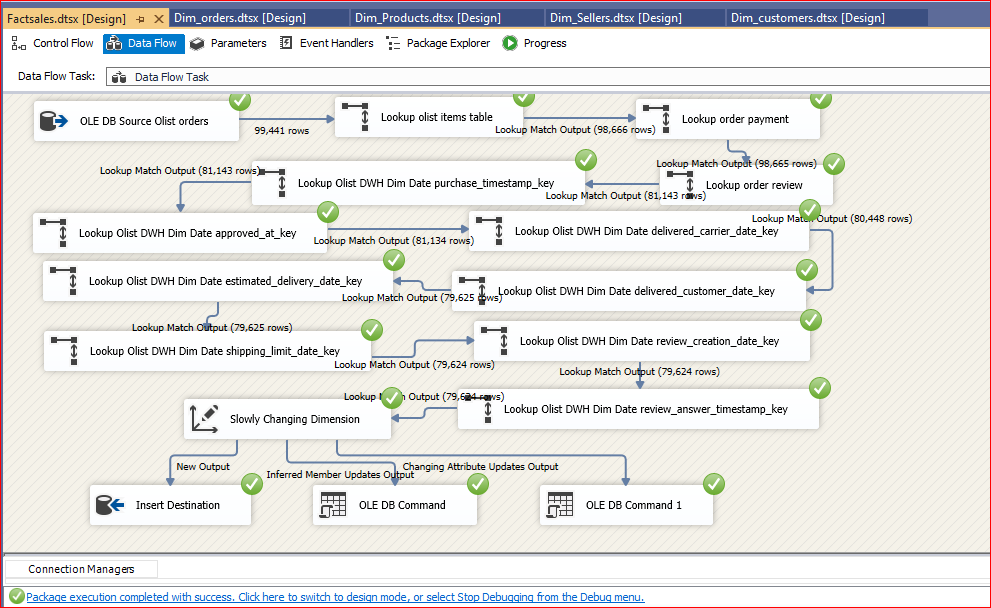 Factsales.dtsx [Design]
Dim_orders.dtsx [Design]
Dim_Products.dtsx [Design]
Dim_Sellers.dtsx [Design]
Dim_customers.dtsx [Design]
Control Flow
Data Flow
Parameters
Event Handlers
Package Explorer
Progress
Data Flow Task:
Data Flow Task
OLE DB Source Olist orders
99,441 rows
Lookup olist items table
Lookup Match Output (98,666 rows)
Lookup order payment
Lookup Match Output (98,665 rows)
Lookup order review
Lookup Match Output (81,143 rows)
Lookup Olist DWH Dim Date purchase_timestamp_key
Lookup Match Output (81,143 rows)
Lookup Olist DWH Dim Date approved_at_key
Lookup Match Output (81,134 rows)
Lookup Olist DWH Dim Date delivered_carrier_date_key
Lookup Match Output (80,448 rows)
Lookup Olist DWH Dim Date delivered_customer_date_key
Lookup Match Output (79,625 rows)
Lookup Olist DWH Dim Date estimated_delivery_date_key
Lookup Match Output (79,625 rows)
Lookup Olist DWH Dim Date shipping_limit_date_key
Lookup Match Output (79,624 rows)
Lookup Olist DWH Dim Date review_creation_date_key
Lookup Match Output (79,624 rows)
Lookup Olist DWH Dim Date review_answer_timestamp_key
Lookup Match Output (79,624 rows)
Slowly Changing Dimension
New Output
Inferred Member Updates Output
Changing Attribute Updates Output
Insert Destination
OLE DB Command
OLE DB Command 1
Connection Managers
Package execution completed with success. Click here to switch to design mode, or select Stop Debugging from the Debug menu.